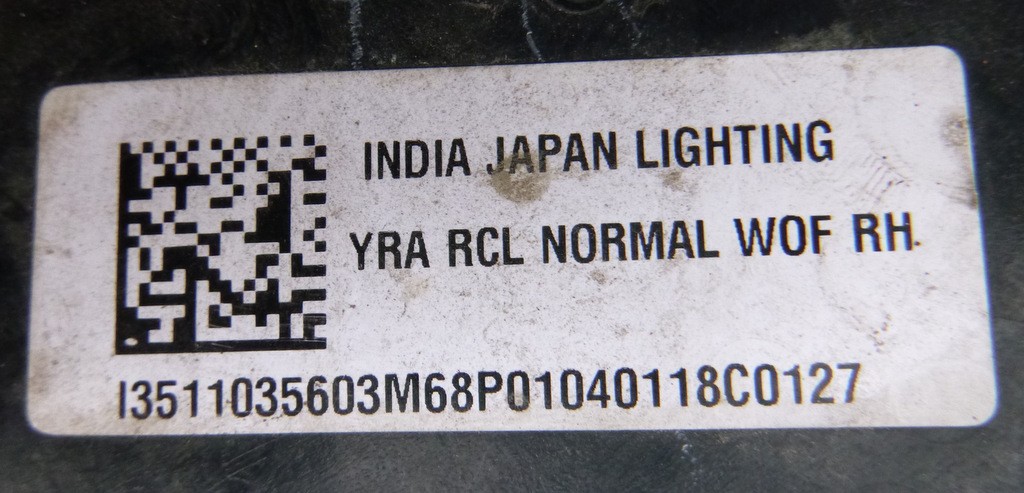 INDIA JAPAN LIGHTING
YRA RCL NORMAL WOF RH.
I3511035603M68P01040118C0127